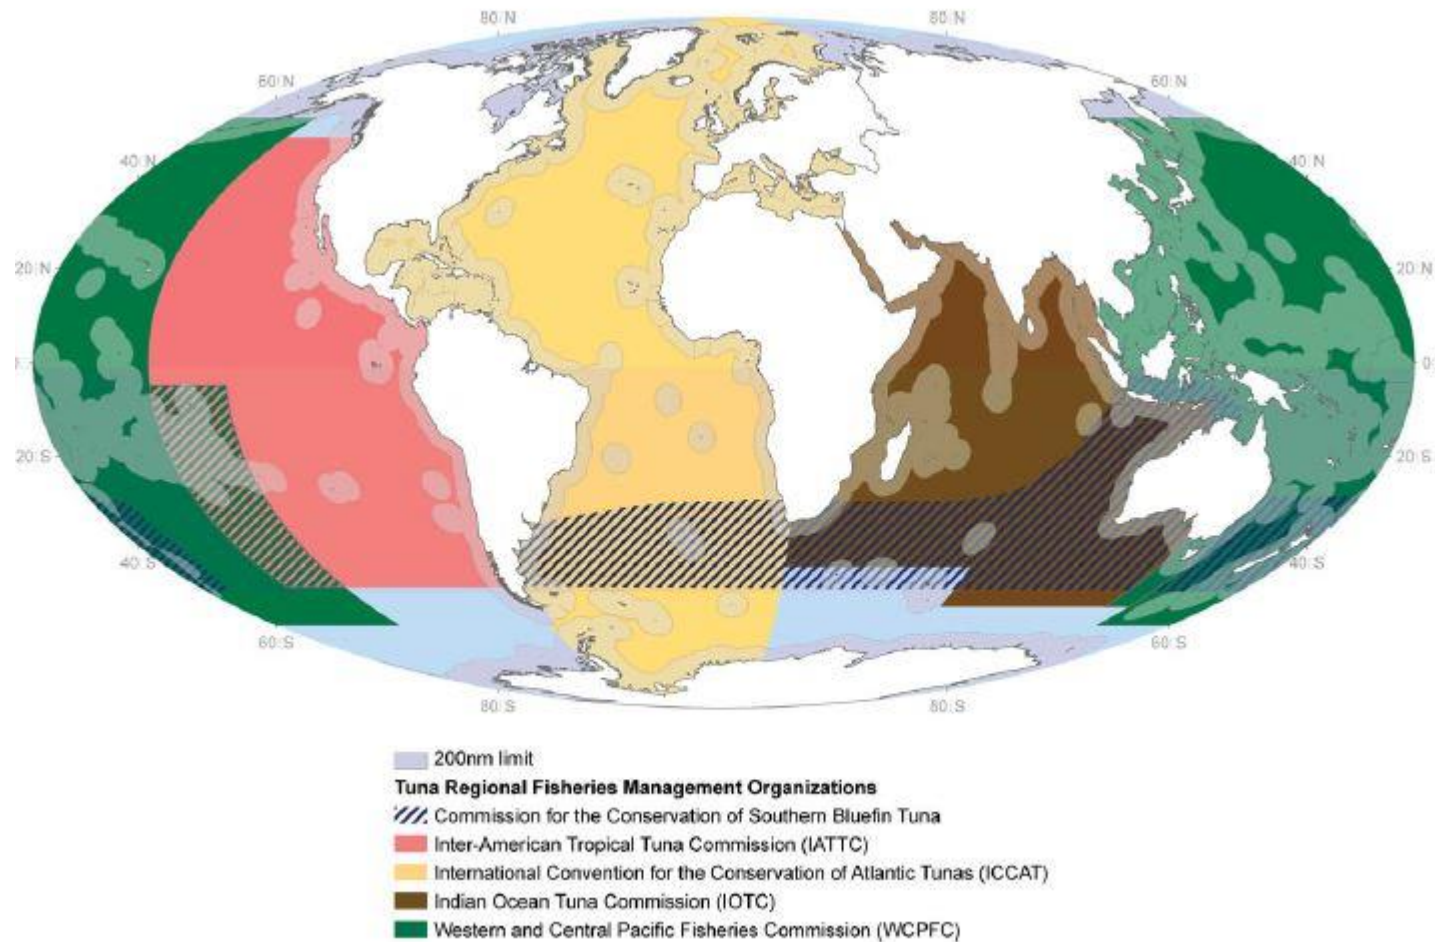 80 N 80 N
60 N 60 N
40 N 40 N
20 N 20 N
0
20 S 20 S
40 S 40 S
60 S 60 S
80 S 80 S
200nm limit
Tuna Regional Fisheries Management Organizations
Commission for the Conservation of Southern Bluefin Tuna
Inter-American Tropical Tuna Commission (IATTC)
International Convention for the Conservation of Atlantic Tunas (ICCAT)
Indian Ocean Tuna Commission (IOTC)
Western and Central Pacific Fisheries Commission (WCPFC)